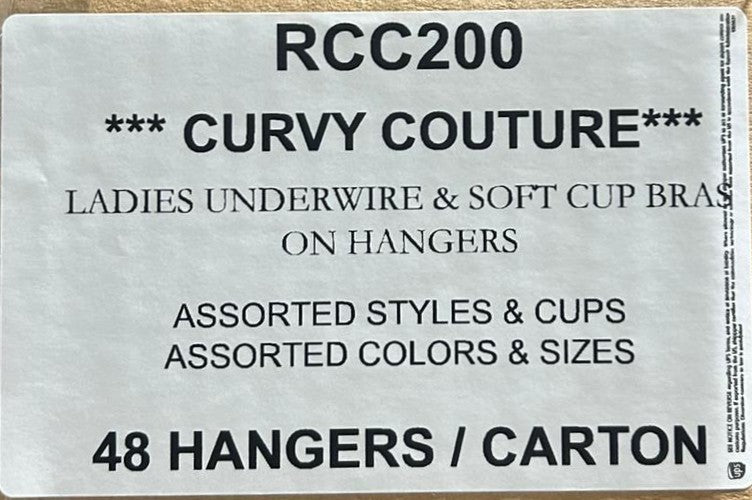 RCC200
*** CURVY COUTURE***
LADIES UNDERWIRE & SOFT CUP BRAS
ON HANGERS
ASSORTED STYLES & CUPS
ASSORTED COLORS & SIZES
48 HANGERS / CARTON
ups